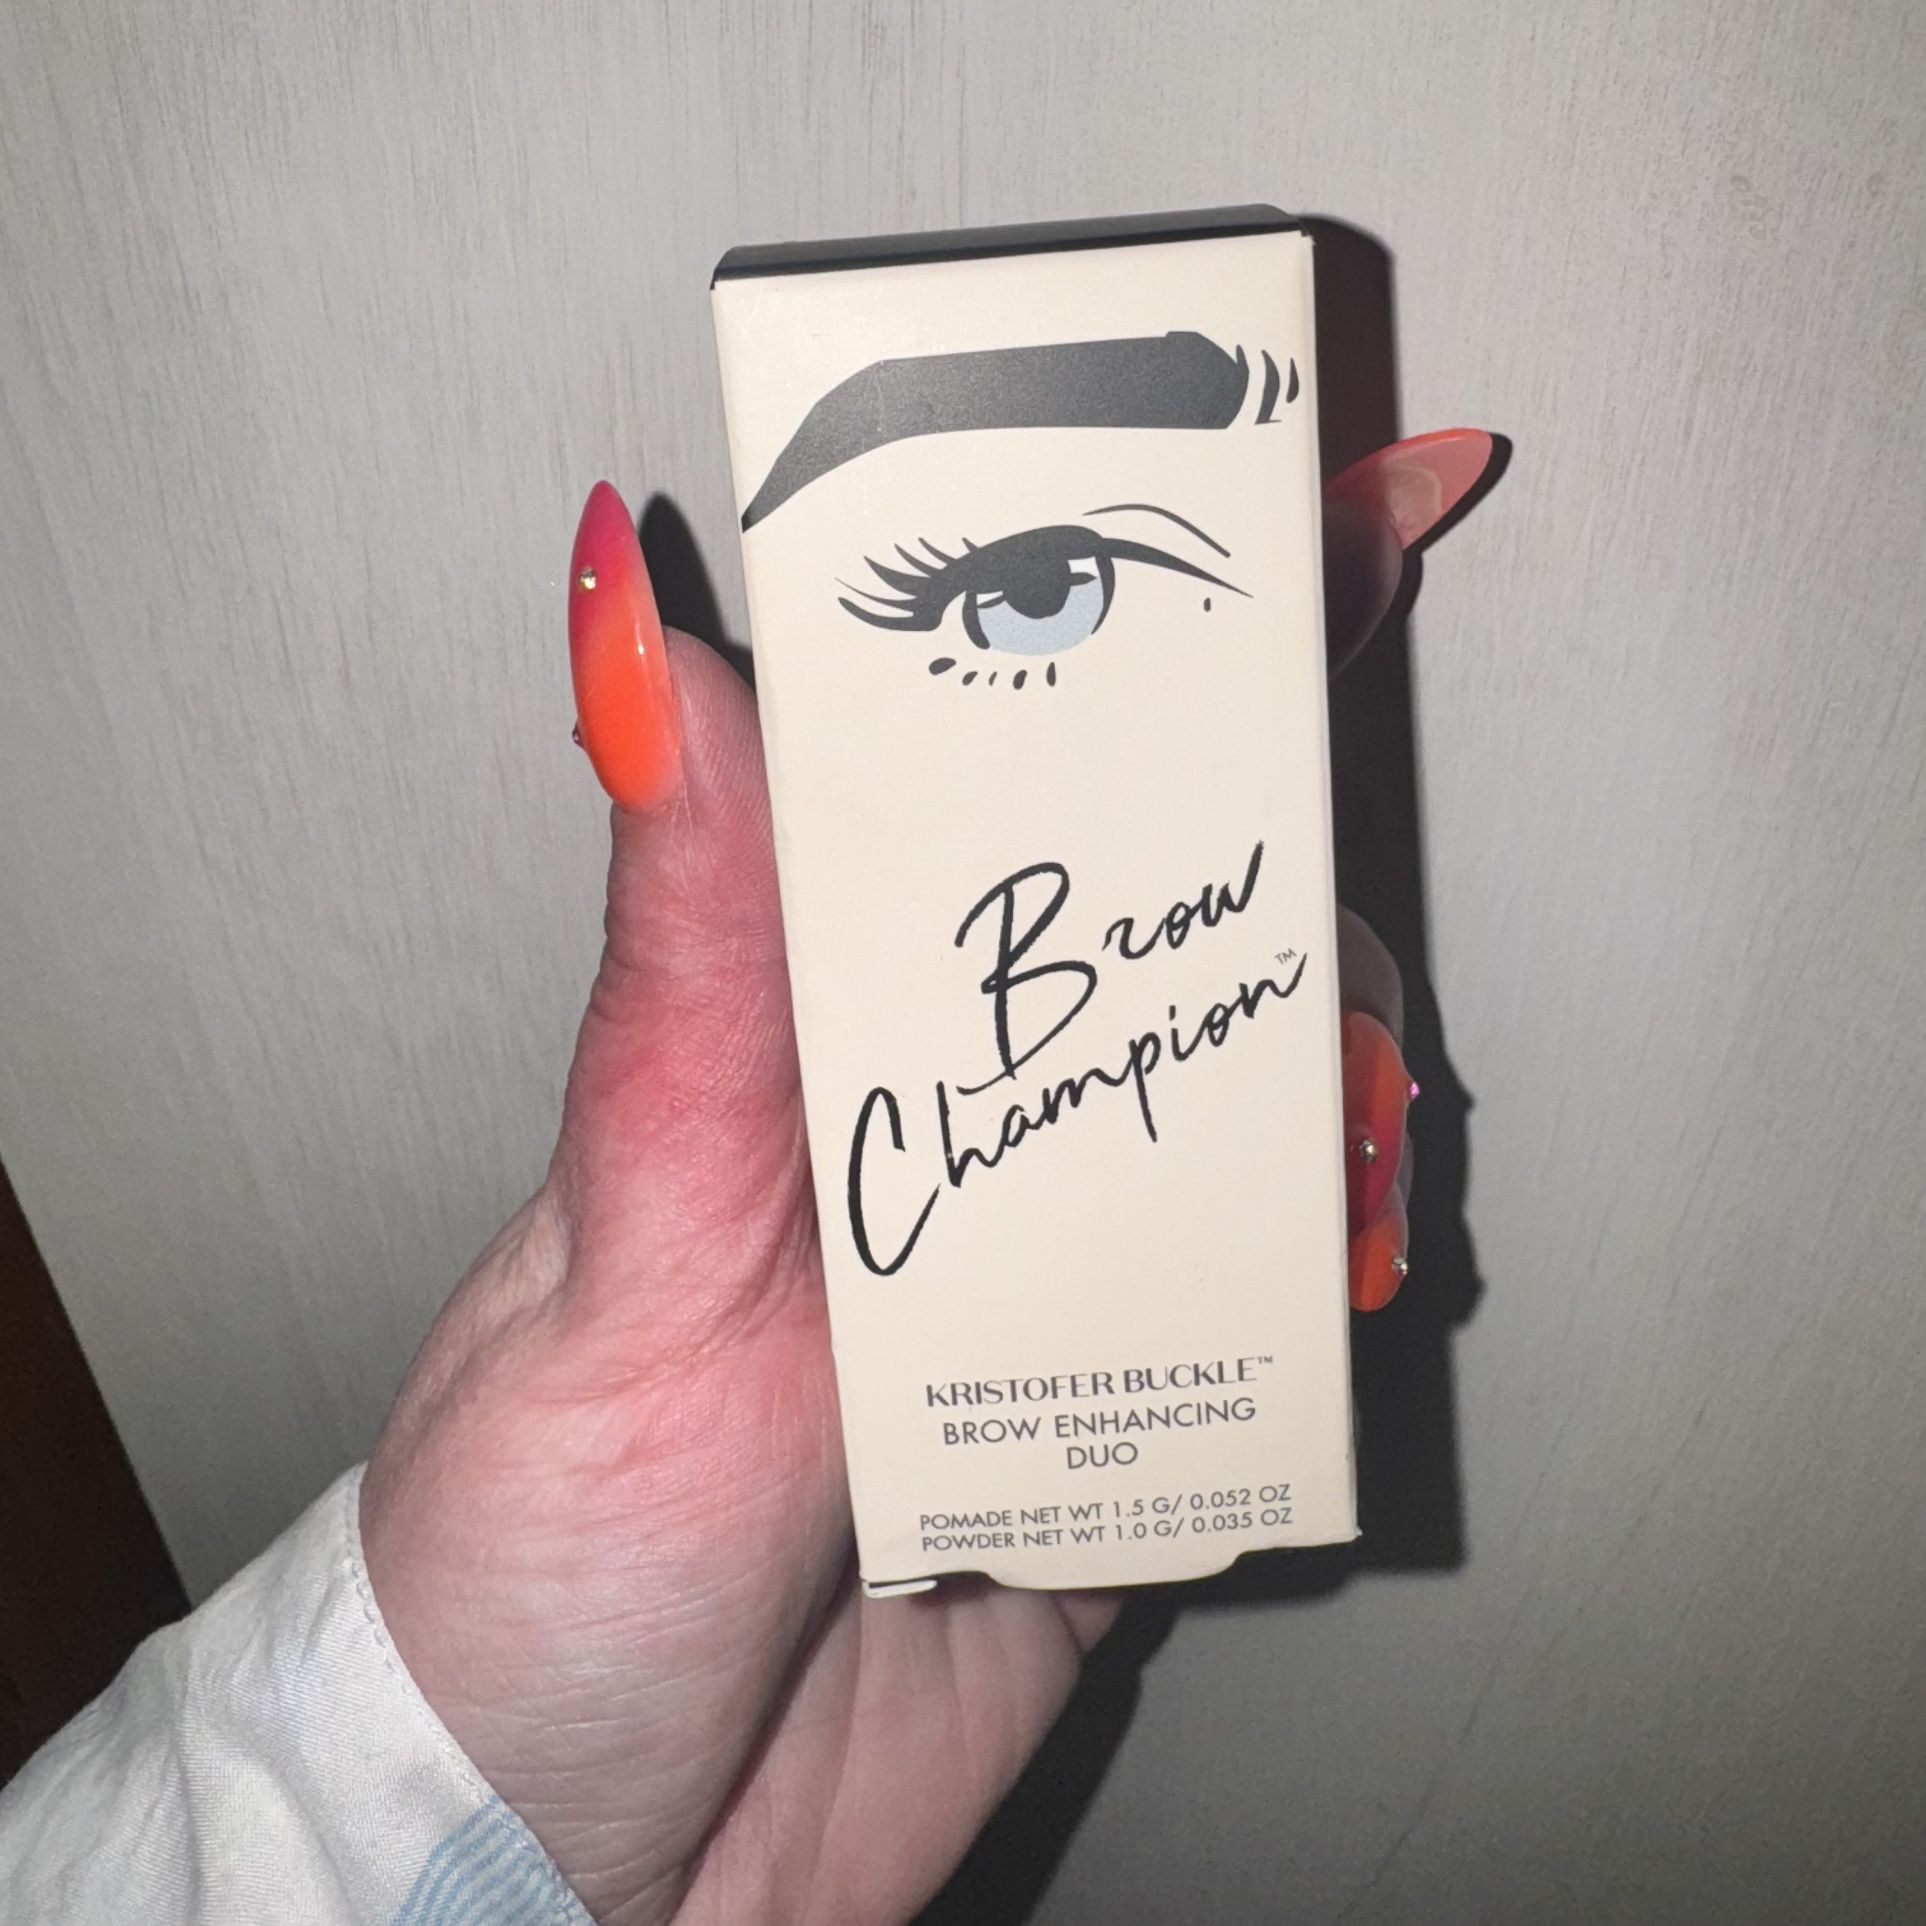 Brow
Champion™
KRISTOFER BUCKLE™
BROW ENHANCING
DUO
POMADE NET WT 1.5 G/ 0.052 OZ
POWDER NET WT 1.0 G/ 0.035 OZ